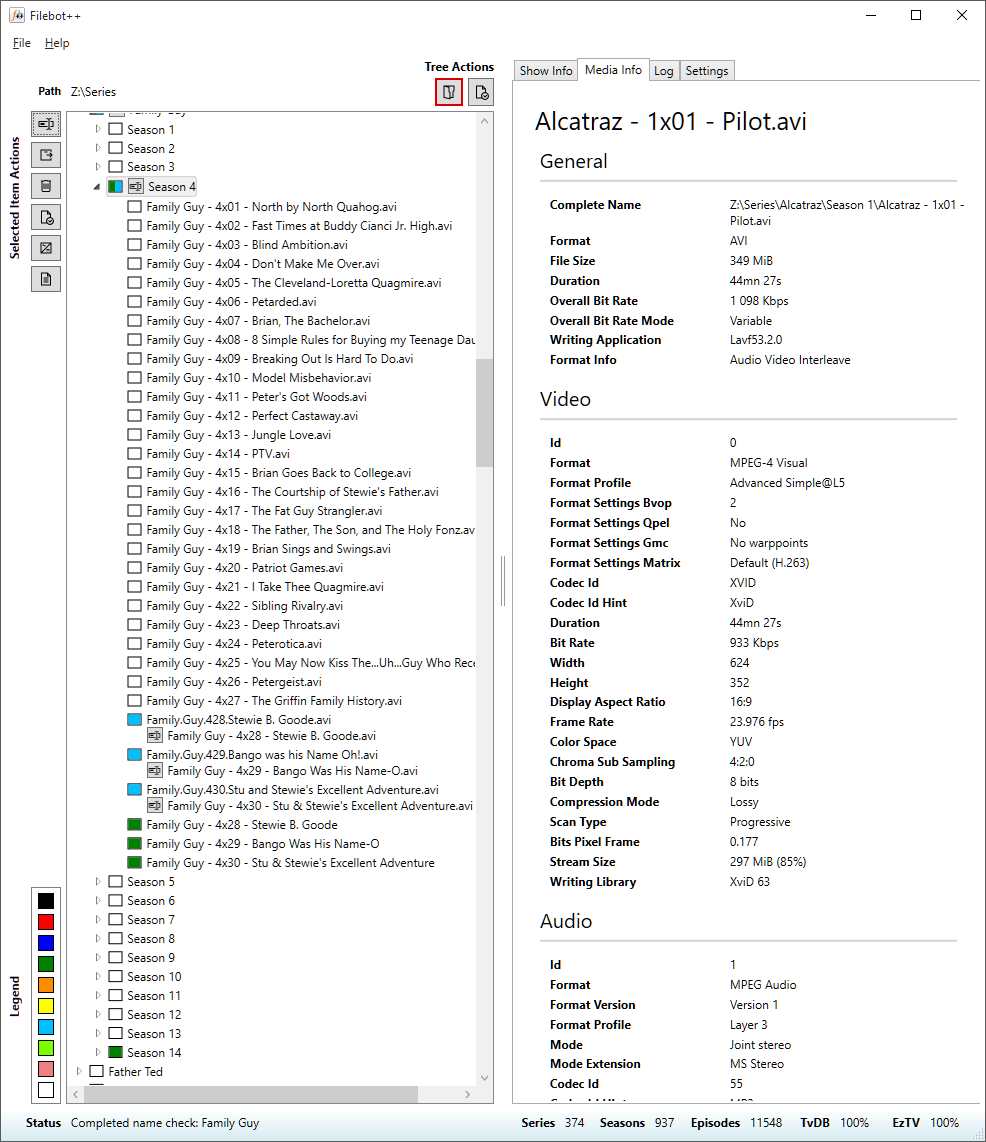 Filebot++
File Help
Tree Actions
Path Z:\Series
Selected Item Actions
Family Guy
Season 1
Season 2
Season 3
Season 4
Family Guy - 4x01 - North by North Quahog.avi
Family Guy - 4x02 - Fast Times at Buddy Cianci Jr. High.avi
Family Guy - 4x03 - Blind Ambition.avi
Family Guy - 4x04 - Don't Make Me Over.avi
Family Guy - 4x05 - The Cleveland-Loretta Quagmire.avi
Family Guy - 4x06 - Petarded.avi
Family Guy - 4x07 - Brian, The Bachelor.avi
Family Guy - 4x08 - 8 Simple Rules for Buying my Teenage Dau
Family Guy - 4x09 - Breaking Out Is Hard To Do.avi
Family Guy - 4x10 - Model Misbehavior.avi
Family Guy - 4x11 - Peter's Got Woods.avi
Family Guy - 4x12 - Perfect Castaway.avi
Family Guy - 4x13 - Jungle Love.avi
Family Guy - 4x14 - PTV.avi
Family Guy - 4x15 - Brian Goes Back to College.avi
Family Guy - 4x16 - The Courtship of Stewie's Father.avi
Family Guy - 4x17 - The Fat Guy Strangler.avi
Family Guy - 4x18 - The Father, The Son, and The Holy Fonz.av
Family Guy - 4x19 - Brian Sings and Swings.avi
Family Guy - 4x20 - Patriot Games.avi
Family Guy - 4x21 - I Take Thee Quagmire.avi
Family Guy - 4x22 - Sibling Rivalry.avi
Family Guy - 4x23 - Deep Throats.avi
Family Guy - 4x24 - Peterotica.avi
Family Guy - 4x25 - You May Now Kiss The...Uh...Guy Who Rece
Family Guy - 4x26 - Petergeist.avi
Family Guy - 4x27 - The Griffin Family History.avi
Family.Guy.428.Stewie B. Goode.avi
Family Guy - 4x28 - Stewie B. Goode.avi
Family.Guy.429.Bango was his Name Oh!.avi
Family Guy - 4x29 - Bango Was His Name-O.avi
Family.Guy.430.Stu and Stewie's Excellent Adventure.avi
Family Guy - 4x30 - Stu & Stewie's Excellent Adventure.avi
Family Guy - 4x28 - Stewie B. Goode
Family Guy - 4x29 - Bango Was His Name-O
Family Guy - 4x30 - Stu & Stewie's Excellent Adventure
Season 5
Season 6
Season 7
Season 8
Season 9
Season 10
Season 11
Season 12
Season 13
Season 14
Father Ted
Legend
Show Info Media Info Log Settings
Alcatraz - 1x01 - Pilot.avi
General
Complete Name Z:\Series\Alcatraz\Season 1\Alcatraz - 1x01 -
Pilot.avi
Format AVI
File Size 349 MiB
Duration 44mn 27s
Overall Bit Rate 1 098 Kbps
Overall Bit Rate Mode Variable
Writing Application Lavf53.2.0
Format Info Audio Video Interleave
Video
Id 0
Format MPEG-4 Visual
Format Profile Advanced Simple@L5
Format Settings Bvop 2
Format Settings Qpel No
Format Settings Gmc No warppoints
Format Settings Matrix Default (H.263)
Codec Id XVID
Codec Id Hint XviD
Duration 44mn 27s
Bit Rate 933 Kbps
Width 624
Height 352
Display Aspect Ratio 16:9
Frame Rate 23.976 fps
Color Space YUV
Chroma Sub Sampling 4:2:0
Bit Depth 8 bits
Compression Mode Lossy
Scan Type Progressive
Bits Pixel Frame 0.177
Stream Size 297 MiB (85%)
Writing Library XviD 63
Audio
Id 1
Format MPEG Audio
Format Version Version 1
Format Profile Layer 3
Mode Joint stereo
Mode Extension MS Stereo
Codec Id 55
Codec Id Hint MP3
Status Completed name check: Family Guy
Series 374 Seasons 937 Episodes 11548 TvDB 100% EzTV 100%